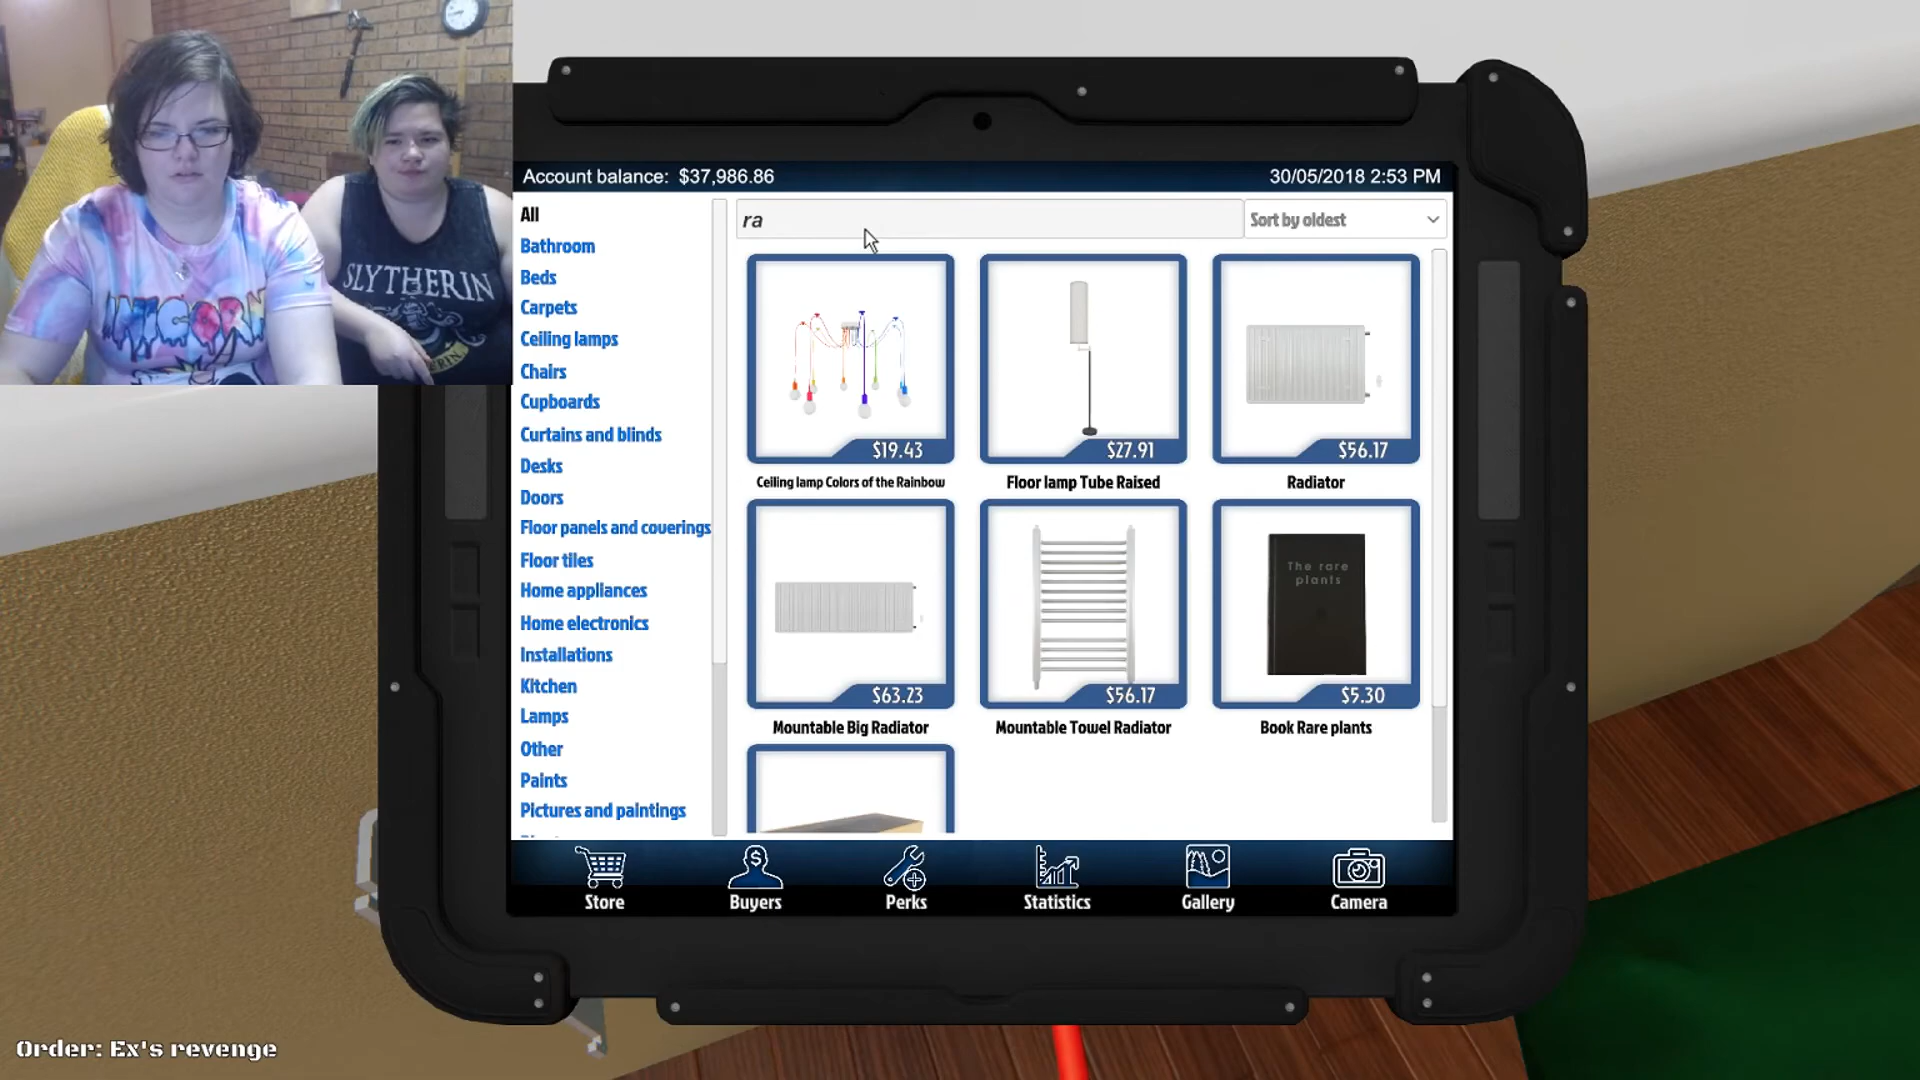 UNICORN
SLYTHERIN
Account balance: $37,986.86
30/05/2018 2:53 PM
All
Bathroom
Beds
Carpets
Ceiling lamps
Chairs
Cupboards
Curtains and blinds
Desks
Doors
Floor panels and coverings
Floor tiles
Home appliances
Home electronics
Installations
Kitchen
Lamps
Other
Paints
Pictures and paintings
ra
Sort by oldest
$19.43
$27.91
$56.17
Ceiling lamp Colors of the Rainbow
Floor lamp Tube Raised
Radiator
The rare
plants
$63.23
$56.17
$5.30
Mountable Big Radiator
Mountable Towel Radiator
Book Rare plants
Store
Buyers
Perks
Statistics
Gallery
Camera
Order: Ex's revenge